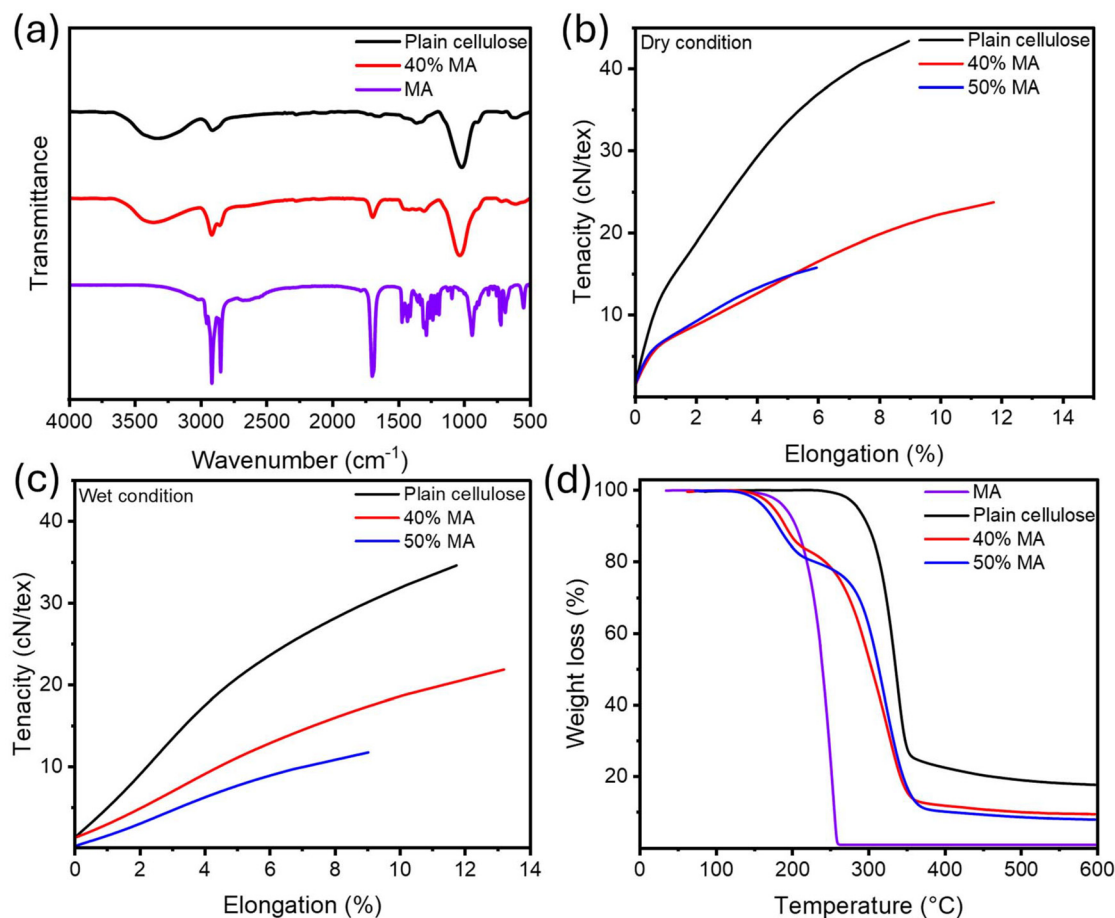 (a)
Plain cellulose
40% MA
MA
Transmittance
4000 3500 3000 2500 2000 1500 1000 500
Wavenumber (cm⁻¹)
(b)
Dry condition
Plain cellulose
40% MA
50% MA
40
30
20
10
Tenacity (cN/tex)
0 2 4 6 8 10 12 14
Elongation (%)
(c)
Wet condition
Plain cellulose
40% MA
50% MA
40
30
20
10
Tenacity (cN/tex)
0 2 4 6 8 10 12 14
Elongation (%)
(d)
MA
Plain cellulose
40% MA
50% MA
100
80
60
40
20
Weight loss (%)
0 100 200 300 400 500 600
Temperature (°C)